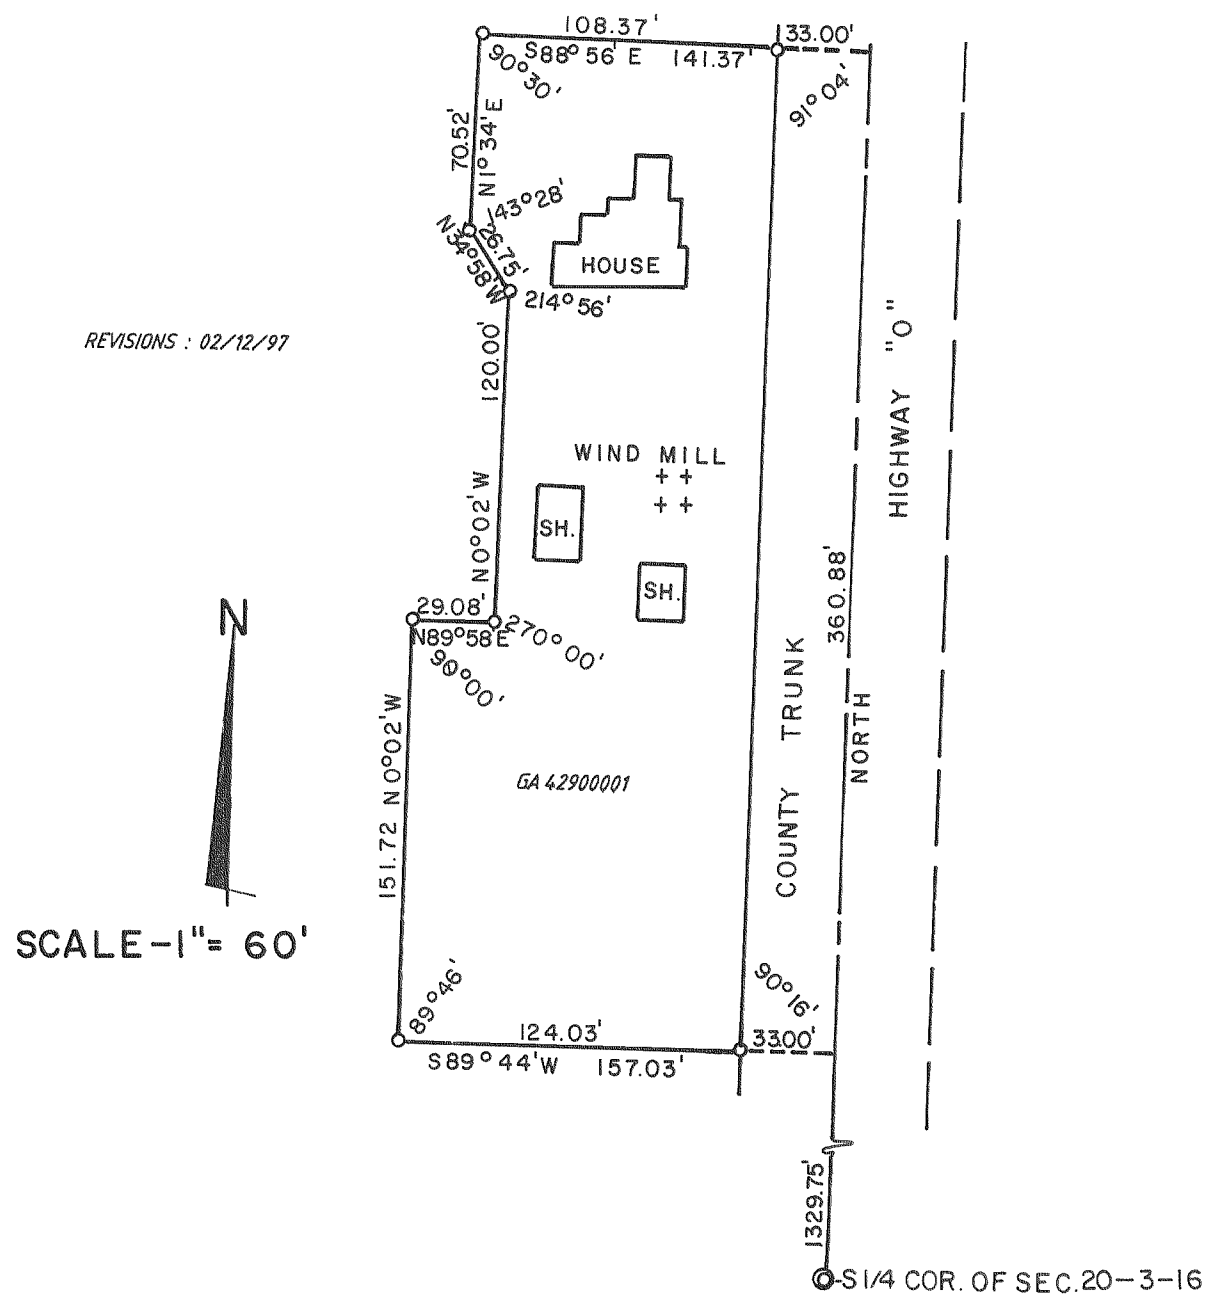 108.37'
33.00'
S88° 56' E 141.37'
90°30'
91°04'
70.52'
N1°34'E
143°28'
26.75'
N34°58'W
HOUSE
214°56'
REVISIONS : 02/12/97
120.00'
HIGHWAY "O"
WIND MILL
N0°02'W
SH.
SH.
360.88'
N
29.08'
N89°58'E
270°00'
90°00'
COUNTY TRUNK
NORTH
151.72 N0°02'W
GA 42900001
SCALE-1"= 60'
89°46'
90°16'
124.03'
33.00'
S89°44'W 157.03'
1329.75'
S 1/4 COR. OF SEC. 20-3-16